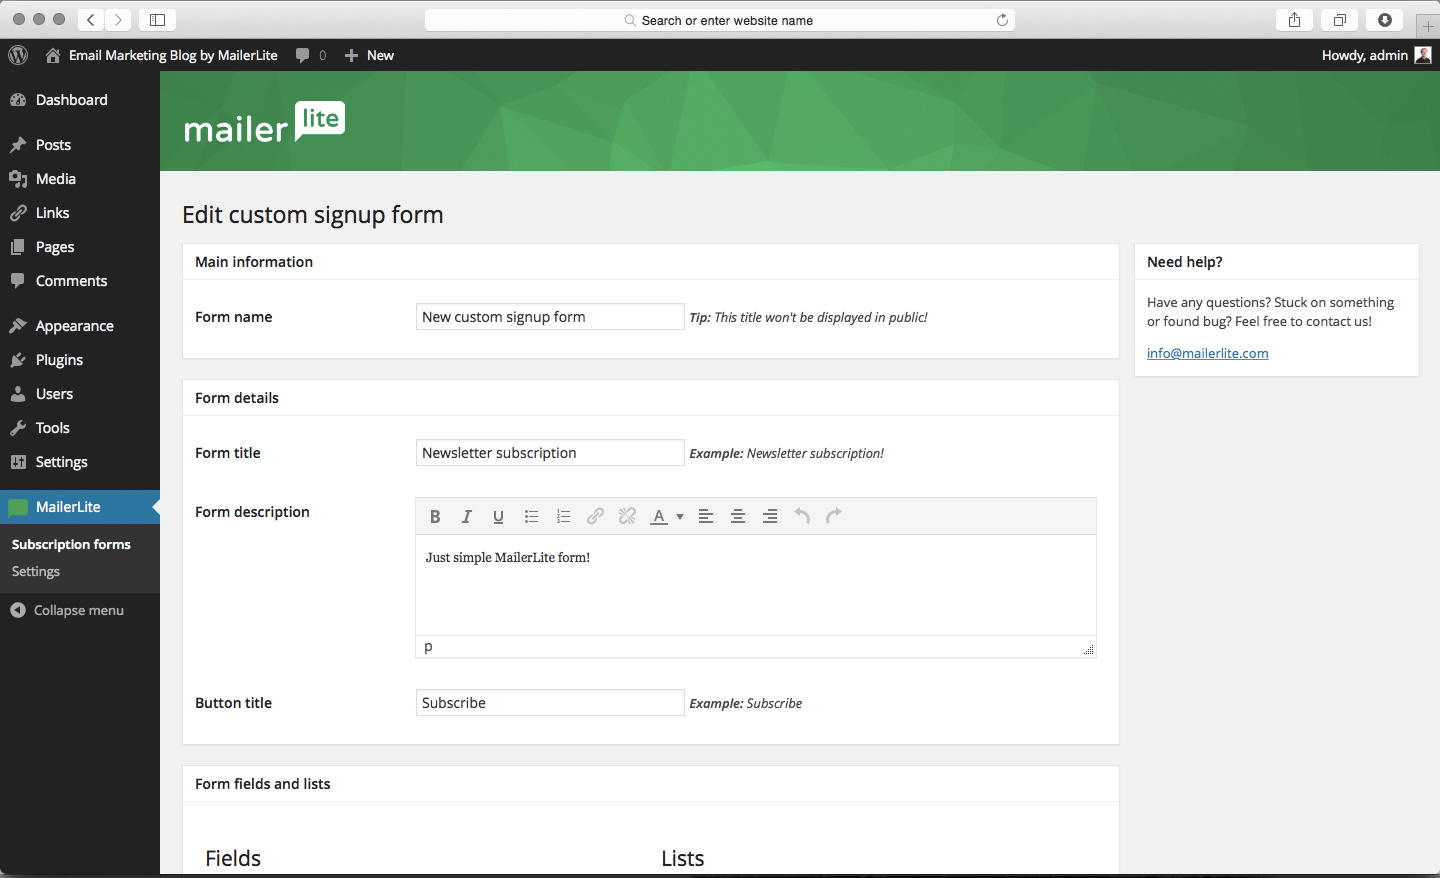 Search or enter website name
Email Marketing Blog by MailerLite 0 New Howdy, admin
Dashboard
Posts
Media
Links
Pages
Comments
Appearance
Plugins
Users
Tools
Settings
MailerLite
Subscription forms
Settings
Collapse menu
mailer lite
Edit custom signup form
Main information
Form name New custom signup form Tip: This title won't be displayed in public!
Form details
Form title Newsletter subscription Example: Newsletter subscription!
Form description
B I U A
Just simple MailerLite form!
p
Button title Subscribe Example: Subscribe
Form fields and lists
Fields Lists
Need help?
Have any questions? Stuck on something
or found bug? Feel free to contact us!
info@mailerlite.com